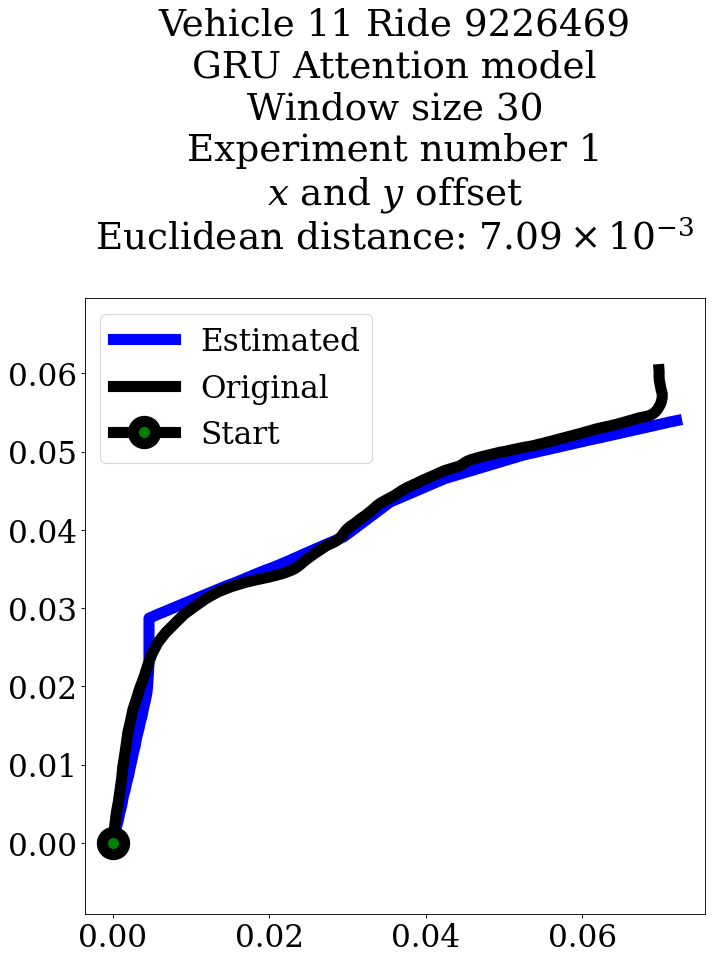 Vehicle 11 Ride 9226469
GRU Attention model
Window size 30
Experiment number 1
x and y offset
Euclidean distance: 7.09 × 10⁻³
Estimated
Original
Start
0.06
0.05
0.04
0.03
0.02
0.01
0.00
0.00 0.02 0.04 0.06